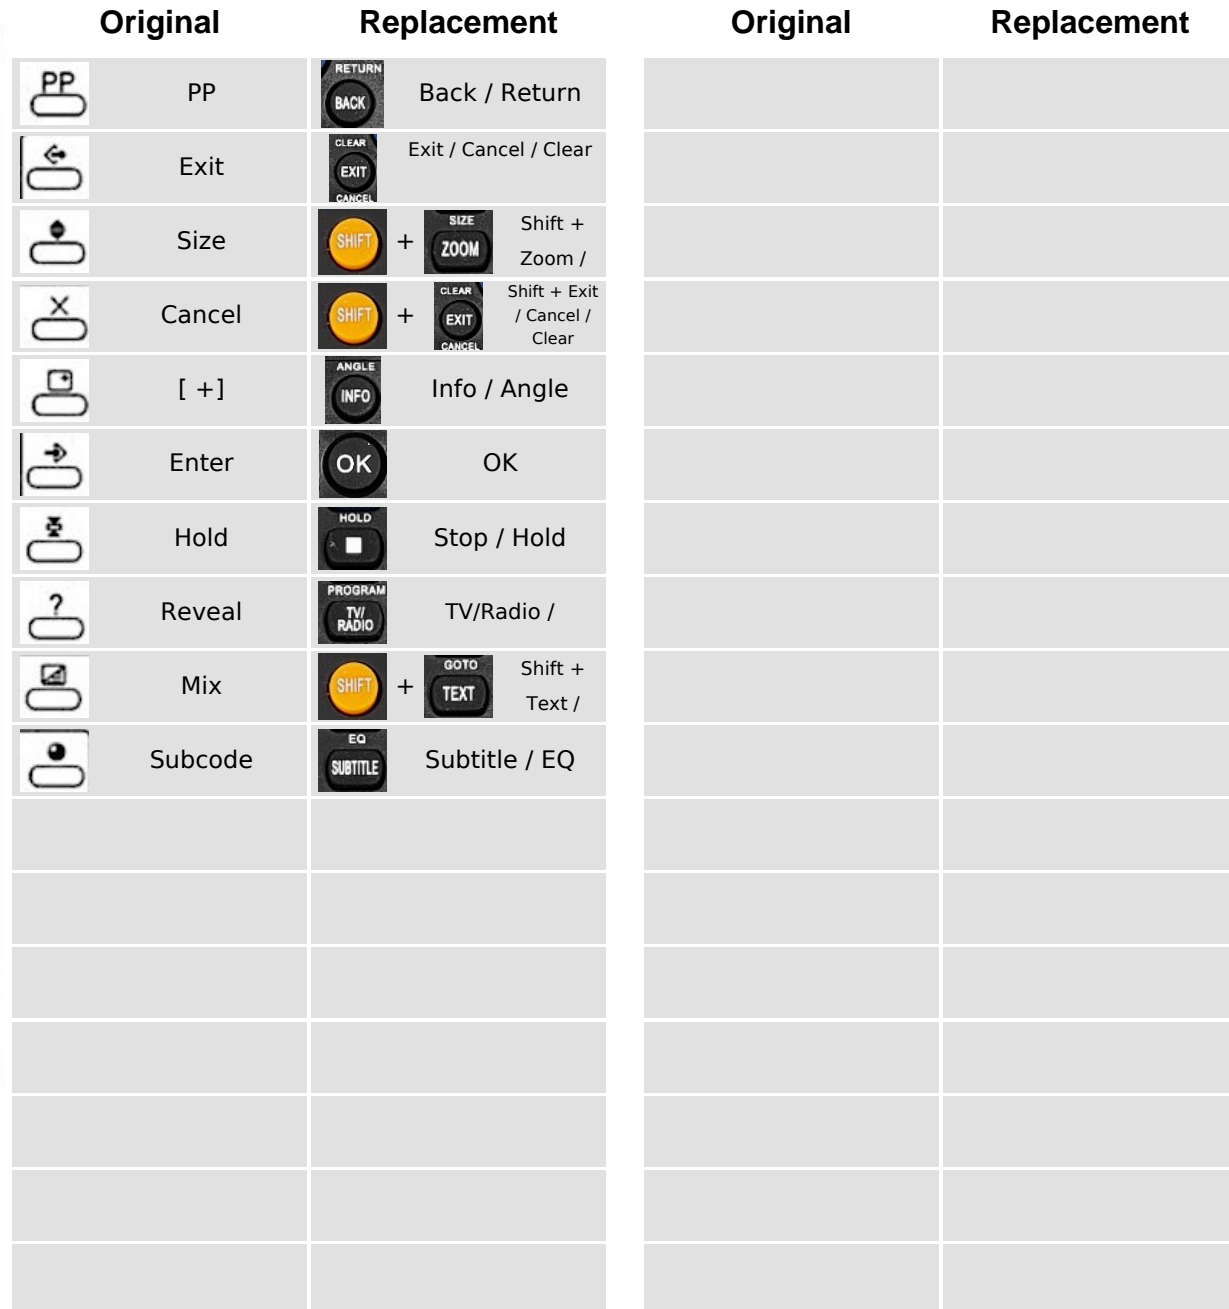 Original Replacement Original Replacement
PP PP RETURN BACK Back / Return
Exit CLEAR EXIT CANCEL Exit / Cancel / Clear
Size SHIFT + SIZE ZOOM Shift +
Zoom /
Cancel SHIFT + CLEAR EXIT CANCEL Shift + Exit
/ Cancel /
Clear
[ +] ANGLE INFO Info / Angle
Enter OK OK
Hold HOLD Stop / Hold
? Reveal PROGRAM TV/ RADIO TV/Radio /
Mix SHIFT + GOTO TEXT Shift +
Text /
Subcode EQ SUBTITLE Subtitle / EQ